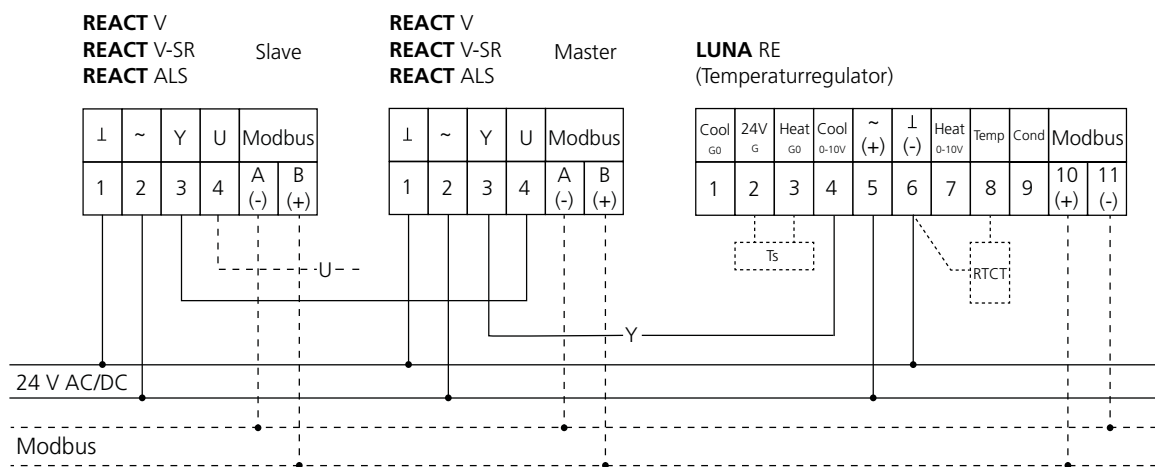 REACT V
REACT V-SR Slave
REACT ALS
REACT V
REACT V-SR Master
REACT ALS
LUNA RE
(Temperaturregulator)
⊥ ~ Y U Modbus
1 2 3 4 A (-) B (+)
⊥ ~ Y U Modbus
1 2 3 4 A (-) B (+)
Cool G0 24V G Heat G0 Cool 0-10V ~ (+) ⊥ (-) Heat 0-10V Temp Cond Modbus
1 2 3 4 5 6 7 8 9 10 (+) 11 (-)
Ts
U
RTCT
Y
24 V AC/DC
Modbus